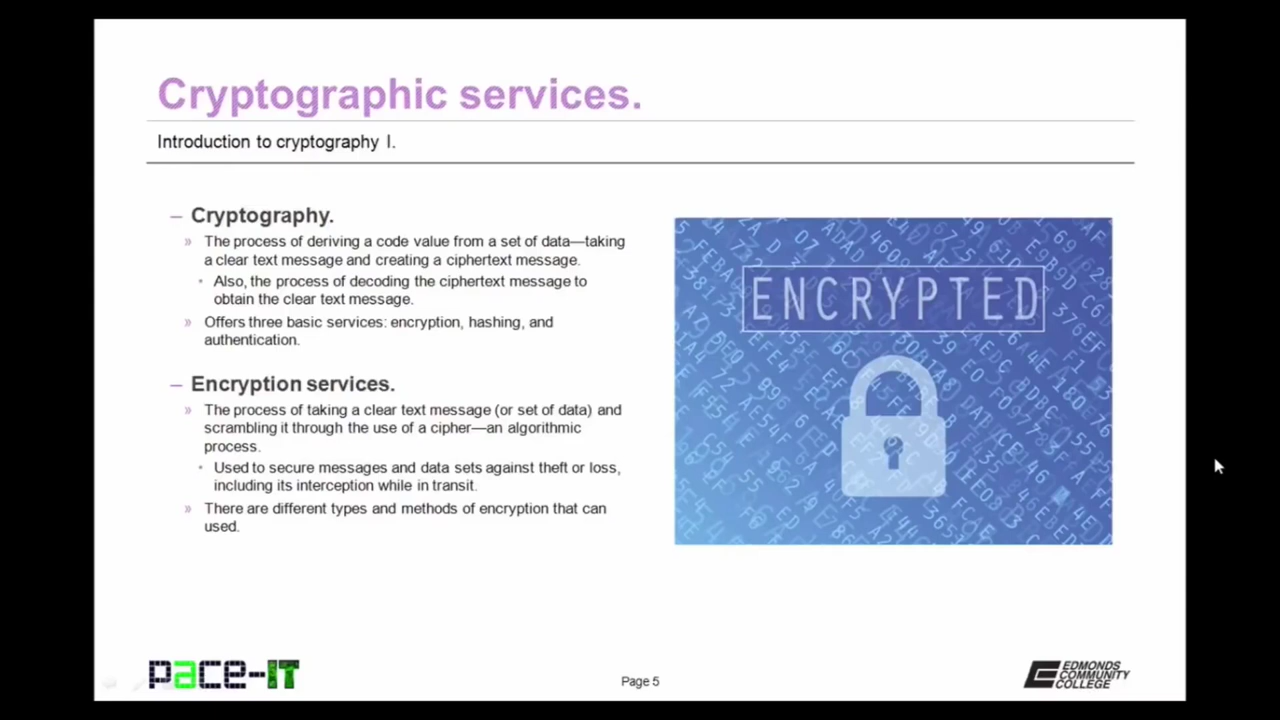 Cryptographic services.
Introduction to cryptography I.
– Cryptography.
» The process of deriving a code value from a set of data—taking
a clear text message and creating a ciphertext message.
• Also, the process of decoding the ciphertext message to
obtain the clear text message.
» Offers three basic services: encryption, hashing, and
authentication.
– Encryption services.
» The process of taking a clear text message (or set of data) and
scrambling it through the use of a cipher—an algorithmic
process.
• Used to secure messages and data sets against theft or loss,
including its interception while in transit.
» There are different types and methods of encryption that can
used.
ENCRYPTED
pace-IT
Page 5
EDMONDS
COMMUNITY
COLLEGE